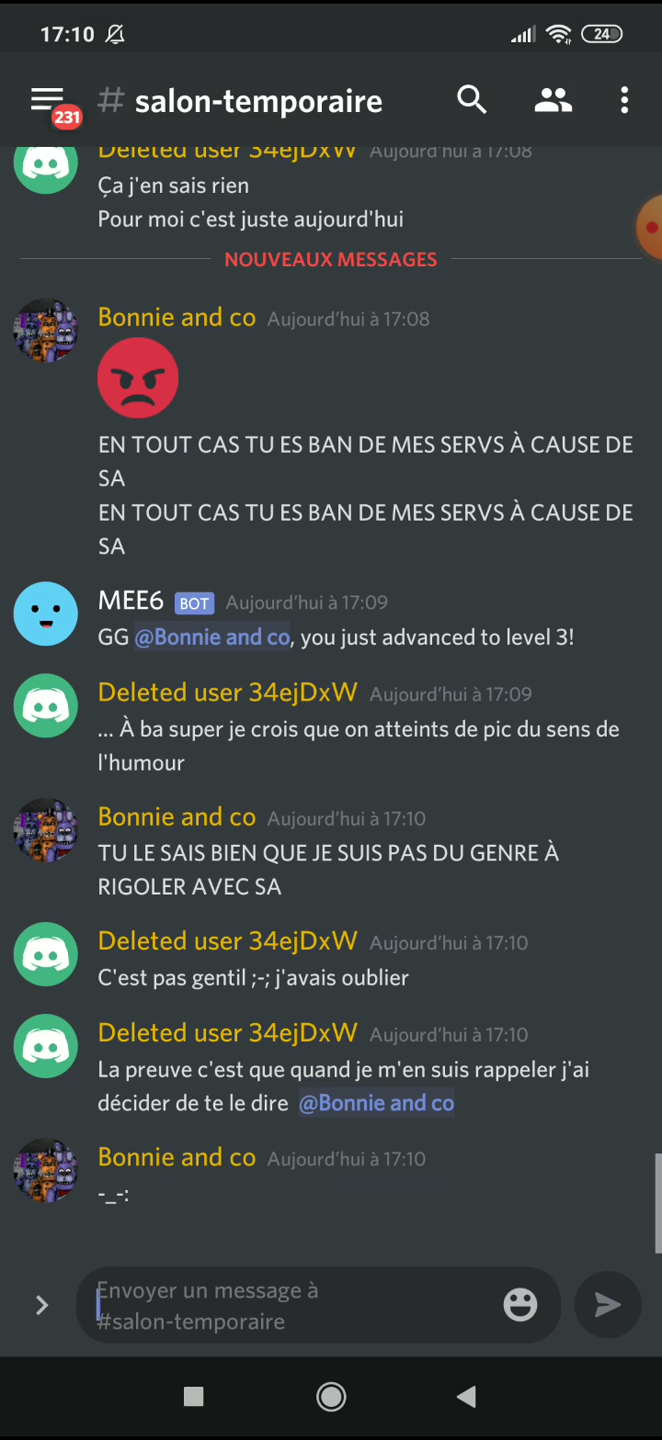 17:10
24
231
# salon-temporaire
Deleted user 34ejDxW Aujourd'hui à 17:08
Ça j'en sais rien
Pour moi c'est juste aujourd'hui
NOUVEAUX MESSAGES
Bonnie and co Aujourd'hui à 17:08
EN TOUT CAS TU ES BAN DE MES SERVS À CAUSE DE
SA
EN TOUT CAS TU ES BAN DE MES SERVS À CAUSE DE
SA
MEE6 BOT Aujourd'hui à 17:09
GG @Bonnie and co, you just advanced to level 3!
Deleted user 34ejDxW Aujourd'hui à 17:09
... À ba super je crois que on atteints de pic du sens de
l'humour
Bonnie and co Aujourd'hui à 17:10
TU LE SAIS BIEN QUE JE SUIS PAS DU GENRE À
RIGOLER AVEC SA
Deleted user 34ejDxW Aujourd'hui à 17:10
C'est pas gentil ;-; j'avais oublier
Deleted user 34ejDxW Aujourd'hui à 17:10
La preuve c'est que quand je m'en suis rappeler j'ai
décider de te le dire @Bonnie and co
Bonnie and co Aujourd'hui à 17:10
-_-:
Envoyer un message à
#salon-temporaire